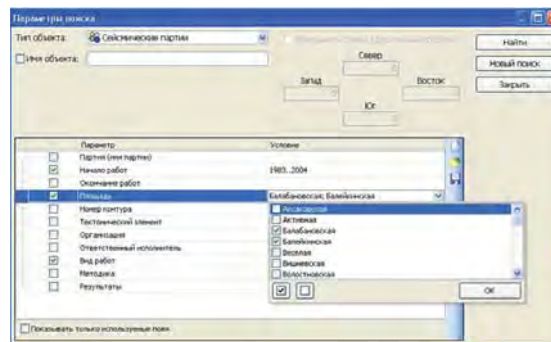 Параметры поиска
Тип объекта: Сейсмические партии
Найти
Имя объекта:
Север
Новый поиск
Запад
Восток
Закрыть
Юг
Параметр Условие
Партия (имя партии)
Начало работ 1983..2004
Окончание работ
Площадь Балабановская; Балейкинская
Номер контура
Тектонический элемент
Организация
Ответственный исполнитель
Вид работ
Методика
Результаты
Аксаковская
Активная
Балабановская
Балейкинская
Веселая
Вишневская
Волостновская
OK
Показывать только используемые поля